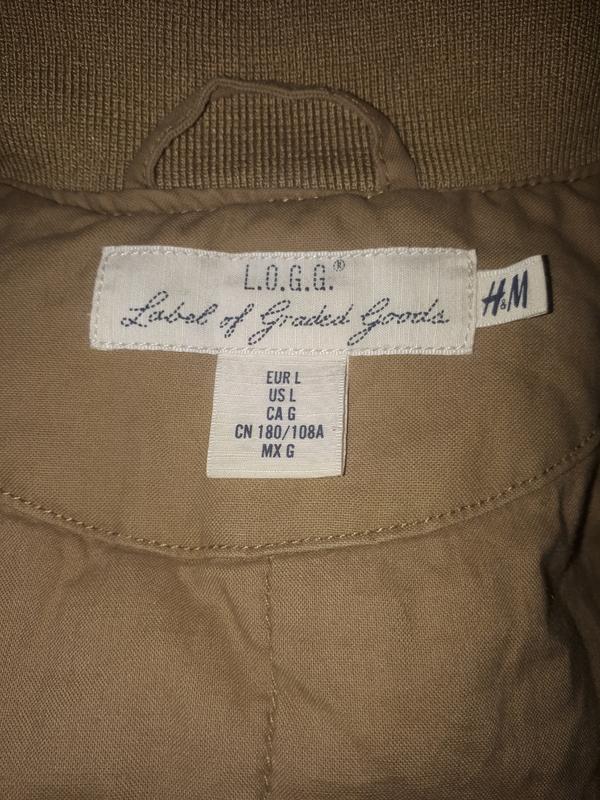 L.O.G.G.®
Label of Graded Goods
H&M
EUR L
US L
CA G
CN 180/108A
MX G